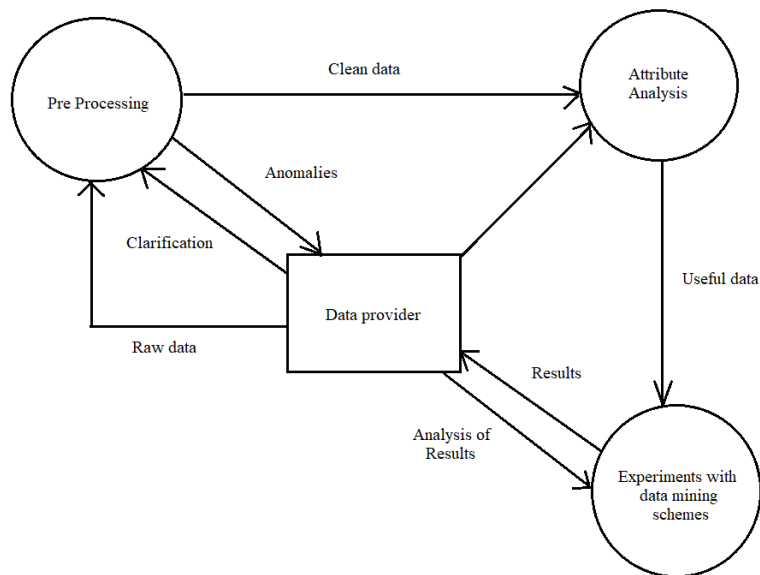 Clean data
Attribute
Analysis
Pre Processing
Anomalies
Clarification
Useful data
Data provider
Raw data
Results
Analysis of
Results
Experiments with
data mining
schemes